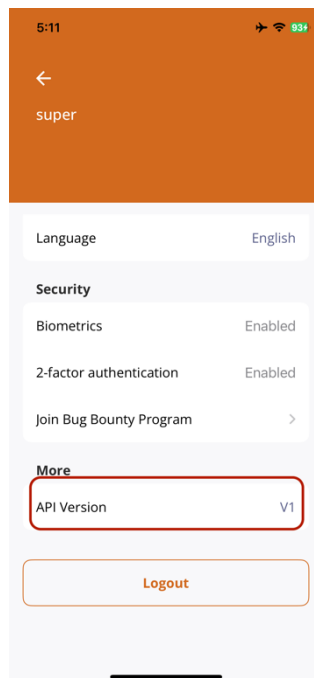 5:11
93
super
Language English
Security
Biometrics Enabled
2-factor authentication Enabled
Join Bug Bounty Program
More
API Version V1
Logout